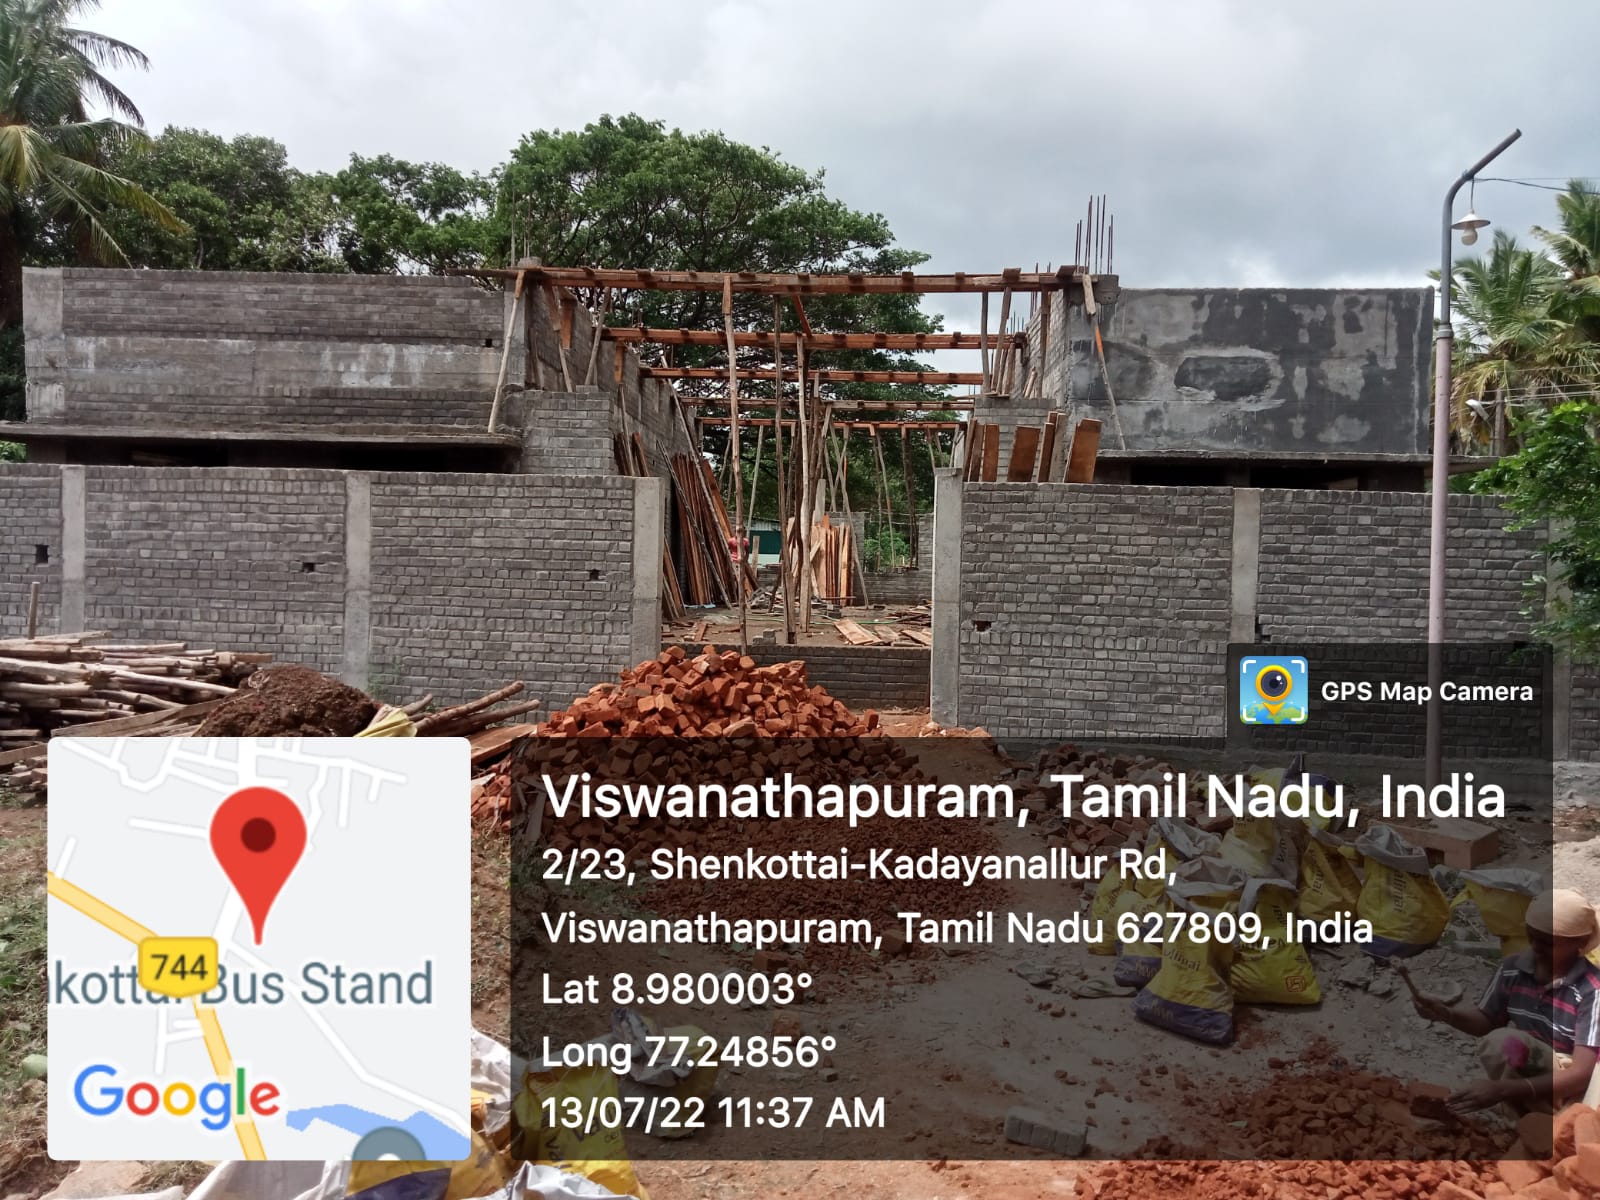 GPS Map Camera
Viswanathapuram, Tamil Nadu, India
2/23, Shenkottai-Kadayanallur Rd,
Viswanathapuram, Tamil Nadu 627809, India
Lat 8.980003°
Long 77.24856°
13/07/22 11:37 AM
744
Bus Stand
Google